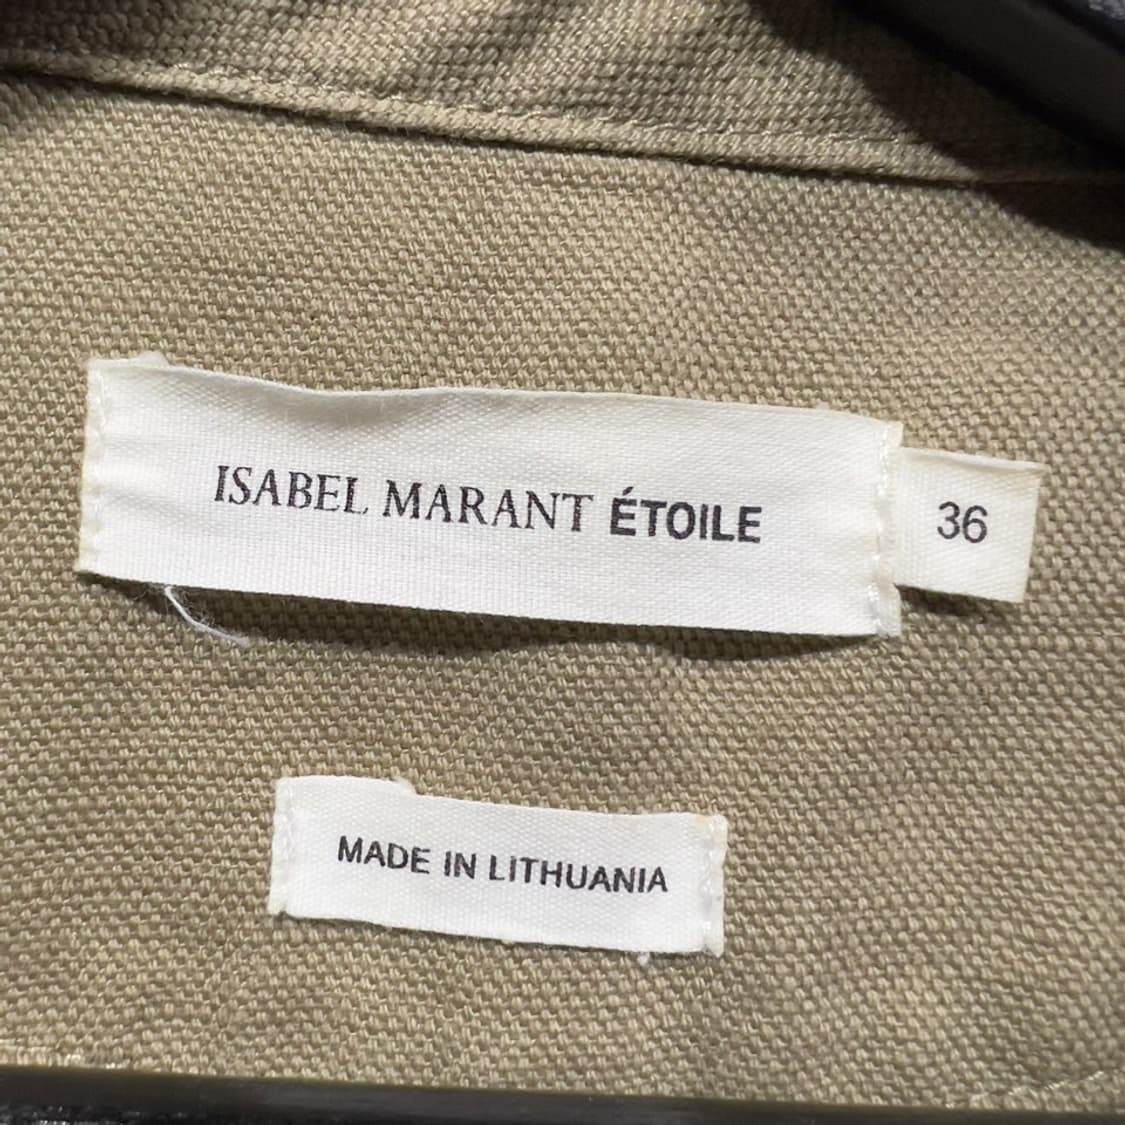 ISABEL MARANT ÉTOILE
36
MADE IN LITHUANIA